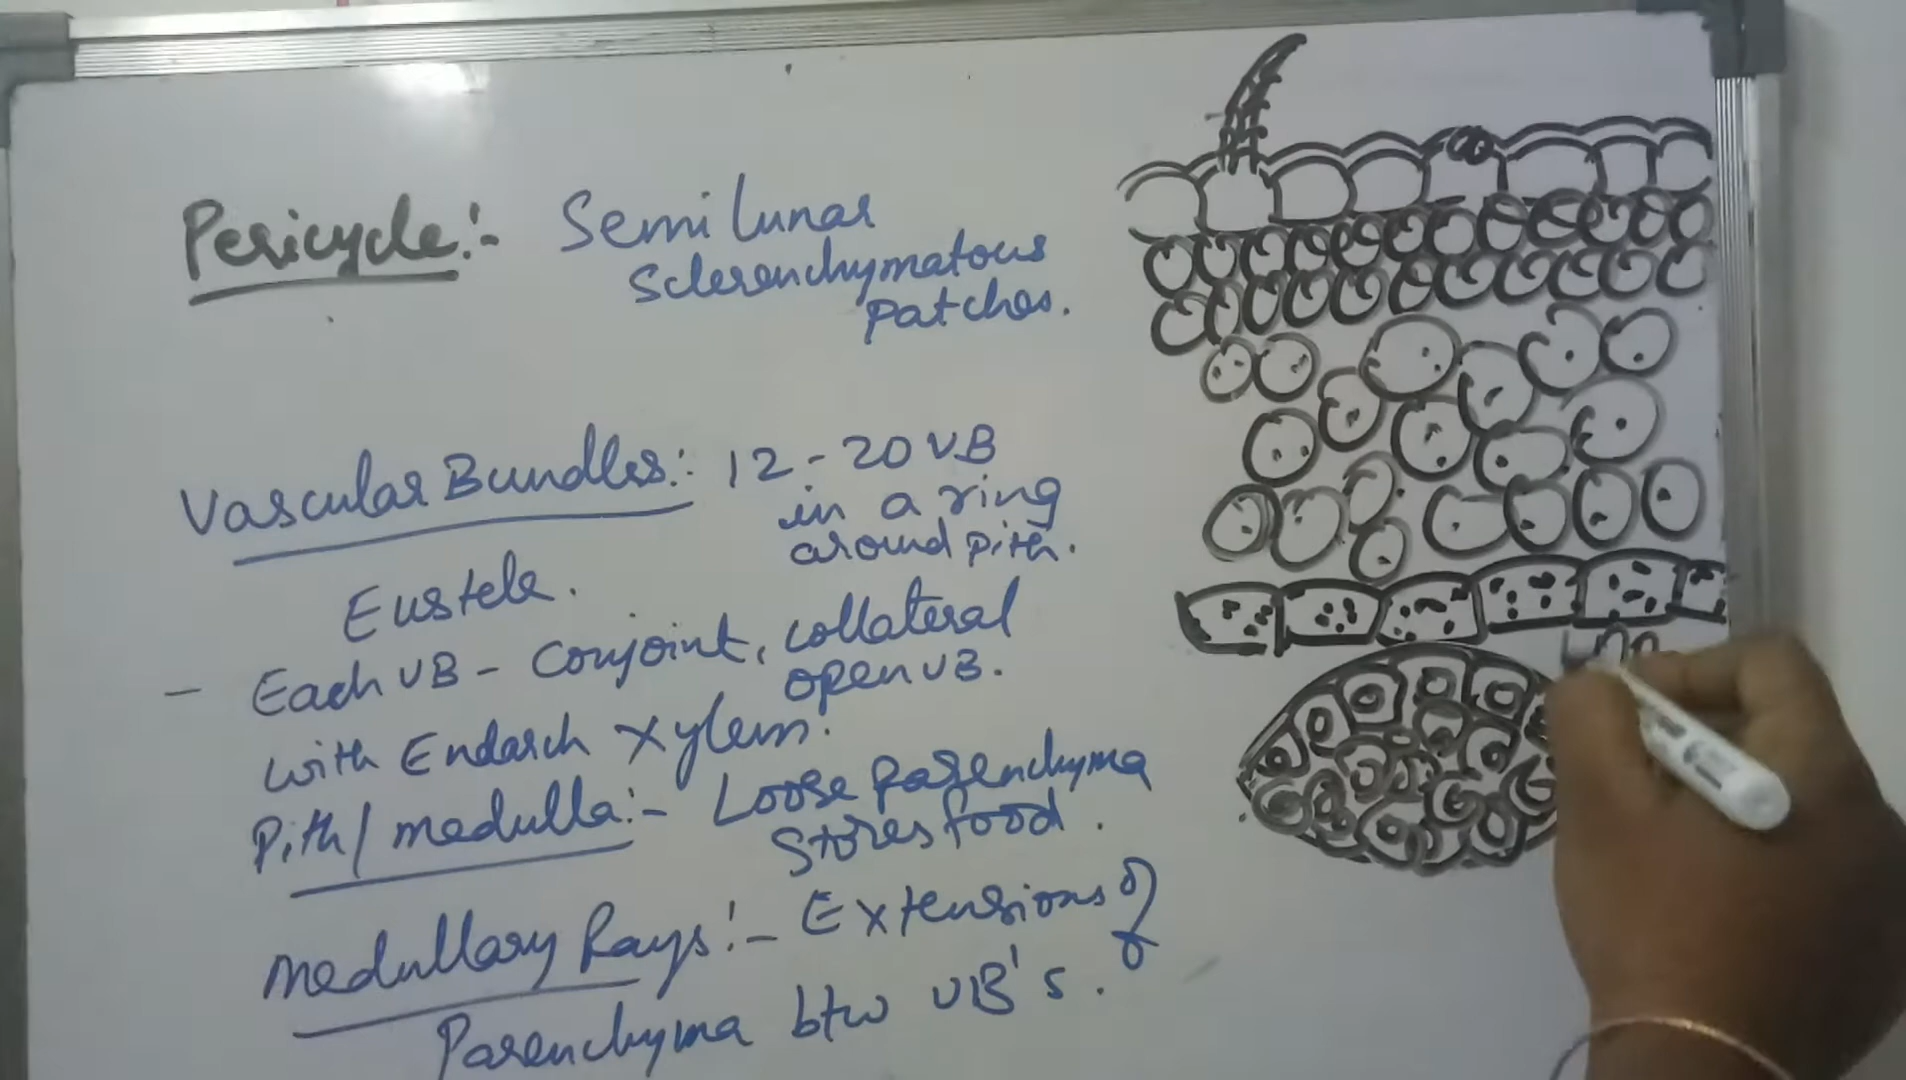 Pericycle:- Semi lunar
Sclerenchymatous
patches.
Vascular Bundles:- 12-20 VB
in a ring
around pith.
Eustele.
- Each VB - Conjoint, collateral
open VB.
with Endarch Xylem.
Pith/medulla:- Loose Parenchyma
Stores food.
Medullary Rays:- Extensions of
Parenchyma btw VB's.